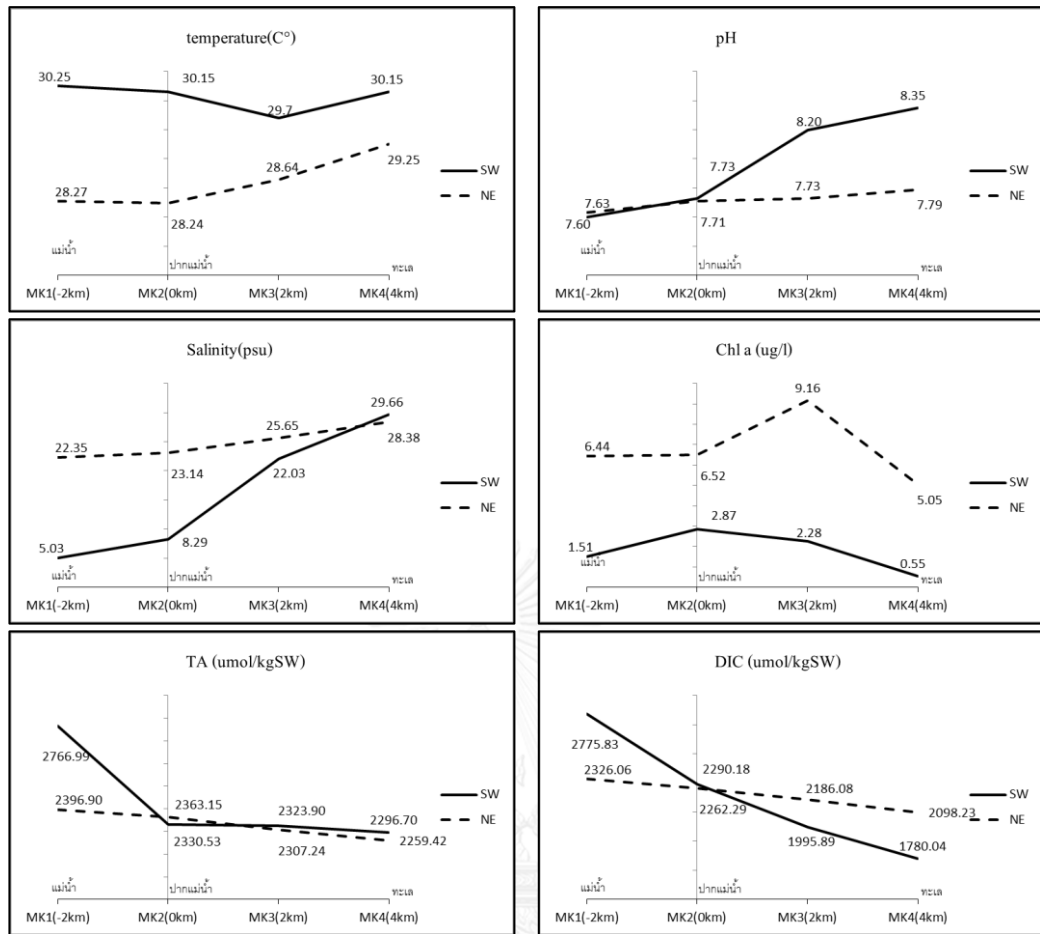 temperature(C°)
30.25
30.15
29.7
30.15
28.27
28.24
28.64
29.25
SW
NE
แม่น้ำ
ปากแม่น้ำ
ทะเล
MK1(-2km)
MK2(0km)
MK3(2km)
MK4(4km)
pH
8.35
8.20
7.73
7.63
7.60
7.71
7.73
7.79
SW
NE
แม่น้ำ
ปากแม่น้ำ
ทะเล
MK1(-2km)
MK2(0km)
MK3(2km)
MK4(4km)
Salinity(psu)
29.66
25.65
22.35
23.14
22.03
28.38
5.03
8.29
SW
NE
แม่น้ำ
ปากแม่น้ำ
ทะเล
MK1(-2km)
MK2(0km)
MK3(2km)
MK4(4km)
Chl a (ug/l)
9.16
6.44
6.52
5.05
2.87
2.28
1.51
0.55
SW
NE
แม่น้ำ
ปากแม่น้ำ
ทะเล
MK1(-2km)
MK2(0km)
MK3(2km)
MK4(4km)
TA (umol/kgSW)
2766.99
2396.90
2363.15
2323.90
2296.70
2330.53
2307.24
2259.42
SW
NE
แม่น้ำ
ปากแม่น้ำ
ทะเล
MK1(-2km)
MK2(0km)
MK3(2km)
MK4(4km)
DIC (umol/kgSW)
2775.83
2326.06
2290.18
2262.29
2186.08
2098.23
1995.89
1780.04
SW
NE
แม่น้ำ
ปากแม่น้ำ
ทะเล
MK1(-2km)
MK2(0km)
MK3(2km)
MK4(4km)